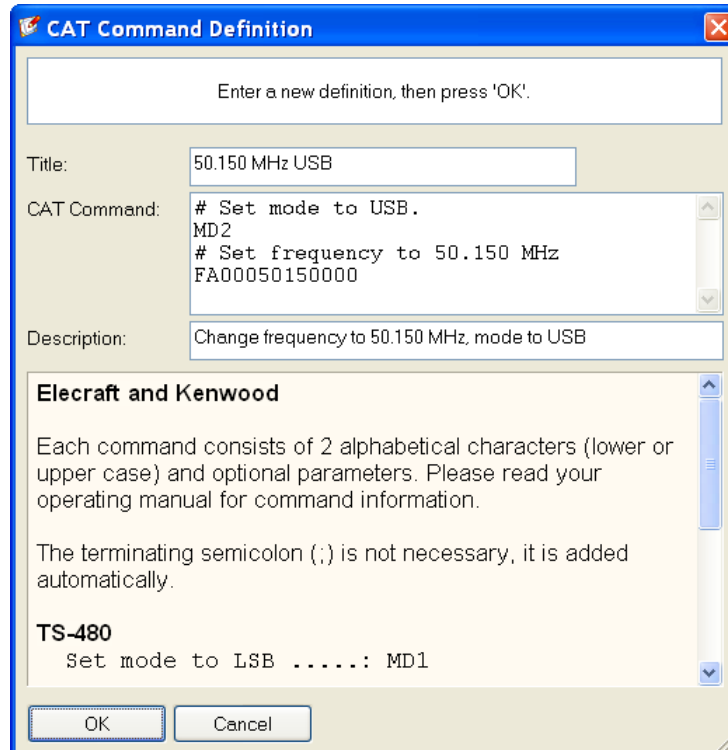 CAT Command Definition
Enter a new definition, then press 'OK'.
Title:
50.150 MHz USB
CAT Command:
# Set mode to USB.
MD2
# Set frequency to 50.150 MHz
FA00050150000
Description:
Change frequency to 50.150 MHz, mode to USB
Elecraft and Kenwood
Each command consists of 2 alphabetical characters (lower or
upper case) and optional parameters. Please read your
operating manual for command information.
The terminating semicolon (;) is not necessary, it is added
automatically.
TS-480
Set mode to LSB .....: MD1
OK
Cancel